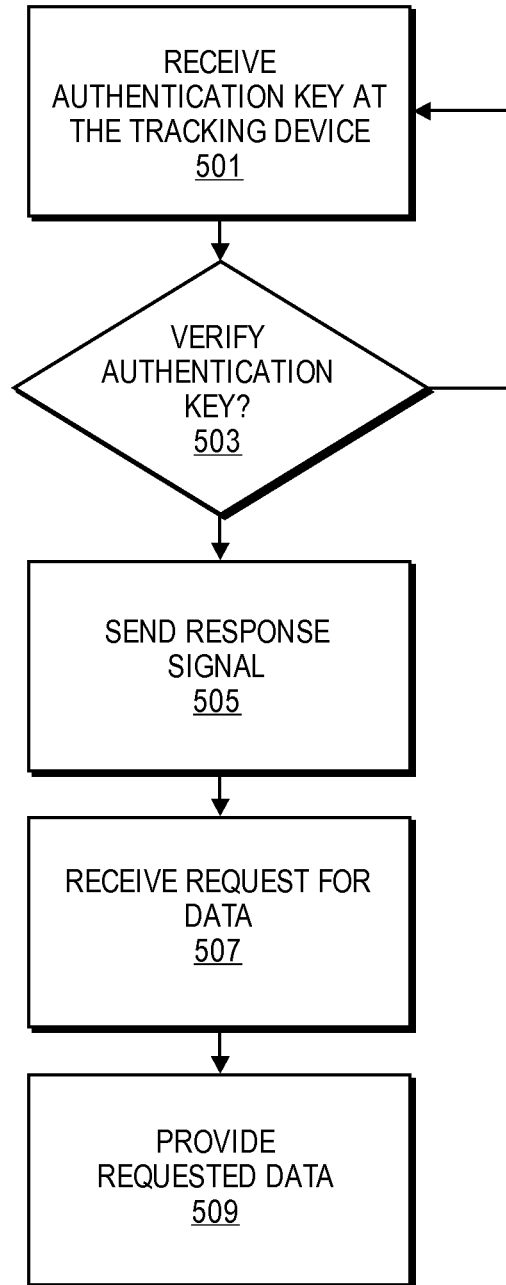 RECEIVE
AUTHENTICATION KEY AT
THE TRACKING DEVICE
501
VERIFY
AUTHENTICATION
KEY?
503
SEND RESPONSE
SIGNAL
505
RECEIVE REQUEST FOR
DATA
507
PROVIDE
REQUESTED DATA
509